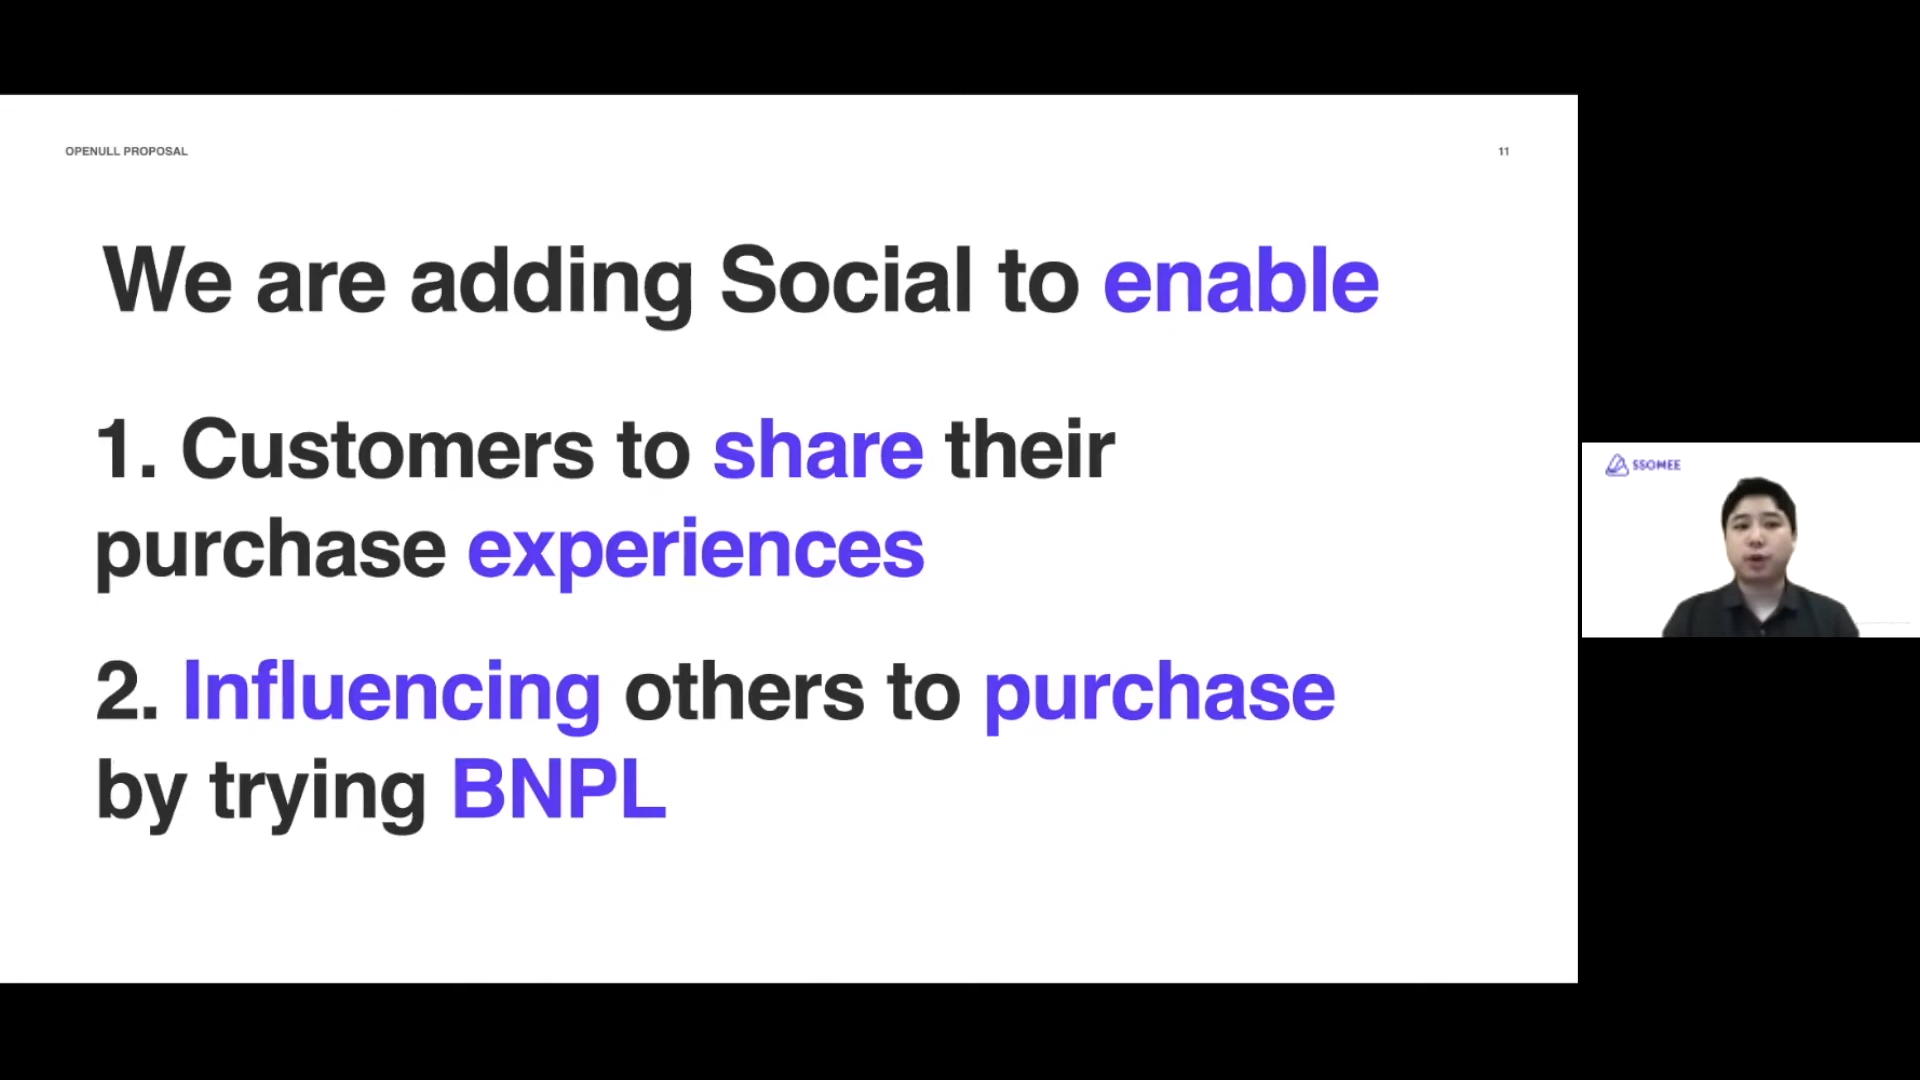 OPENULL PROPOSAL
11
We are adding Social to enable
1. Customers to share their
purchase experiences
2. Influencing others to purchase
by trying BNPL
SSOMEE